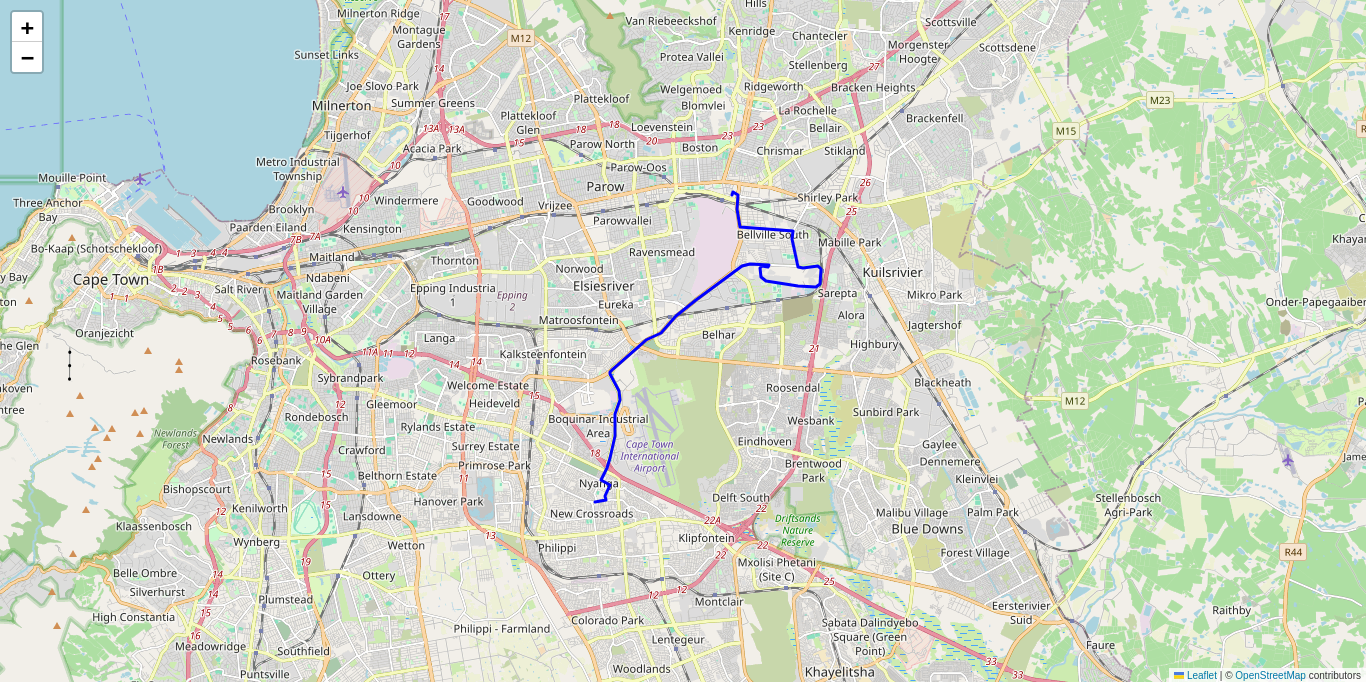 +
−
Milnerton Ridge
Montague
Gardens
Sunset Links
Joe Slovo Park
Milnerton
Summer Greens
Tijgerhof
Acacia Park
Metro Industrial
Township
Mouille Point
Three Anchor
Bay
Brooklyn
Paarden Eiland
Windermere
Kensington
Bo-Kaap (Schotschekloof)
Cape Town
Maitland
Ndabeni
Salt River
Maitland Garden
Village
Oranjezicht
Rosebank
Langa
Sybrandpark
Rondebosch
Gleemoor
Newlands
Newlands
Forest
Crawford
Bishopscourt
Kenilworth
Klaassenbosch
Lansdowne
Wynberg
Wetton
Belle Ombre
Silverhurst
Ottery
High Constantia
Plumstead
Meadowridge
Southfield
Puntsville
M12
Van Riebeeckshof
Hills
Kenridge
Chantecler
Scottsville
Morgenster
Hoogte
Scottsdene
Protea Vallei
Stellenberg
Plattekloof
Welgemoed
Blomvlei
Ridgeworth
Bracken Heights
La Rochelle
Plattekloof
Glen
Loevenstein
Bellair
Brackenfell
M23
M15
Parow North
Boston
Chrismar
Stikland
Parow-Oos
Parow
Goodwood
Vrijzee
Parowvallei
Shirley Park
Bellville South
Mabille Park
Ravensmead
Thornton
Norwood
Elsiesriver
Kuilsrivier
Epping Industria
1
Epping
2
Eureka
Matroosfontein
Sarepta
Mikro Park
Alora
Jagtershof
Belhar
Highbury
Kalksteenfontein
Welcome Estate
Heideveld
Roosendal
Blackheath
M12
Wesbank
Sunbird Park
Rylands Estate
Boquinar Industrial
Area
Surrey Estate
Cape Town
International
Airport
Eindhoven
Gaylee
Dennemere
Primrose Park
Belthorn Estate
Brentwood
Park
Kleinvlei
Nyanga
Hanover Park
New Crossroads
Delft South
Malibu Village
Palm Park
Stellenbosch
Agri-Park
Driftsands
Nature
Reserve
Blue Downs
Klipfontein
Philippi
Forest Village
R44
Mxolisi Phetani
(Site C)
Montclair
Eersterivier
Suid
Raithby
Colorado Park
Philippi - Farmland
Sabata Dalindyebo
Square (Green
Point)
Lentegeur
Faure
Woodlands
Khayelitsha
Onder-Papegaaiber
Leaflet | © OpenStreetMap contributors